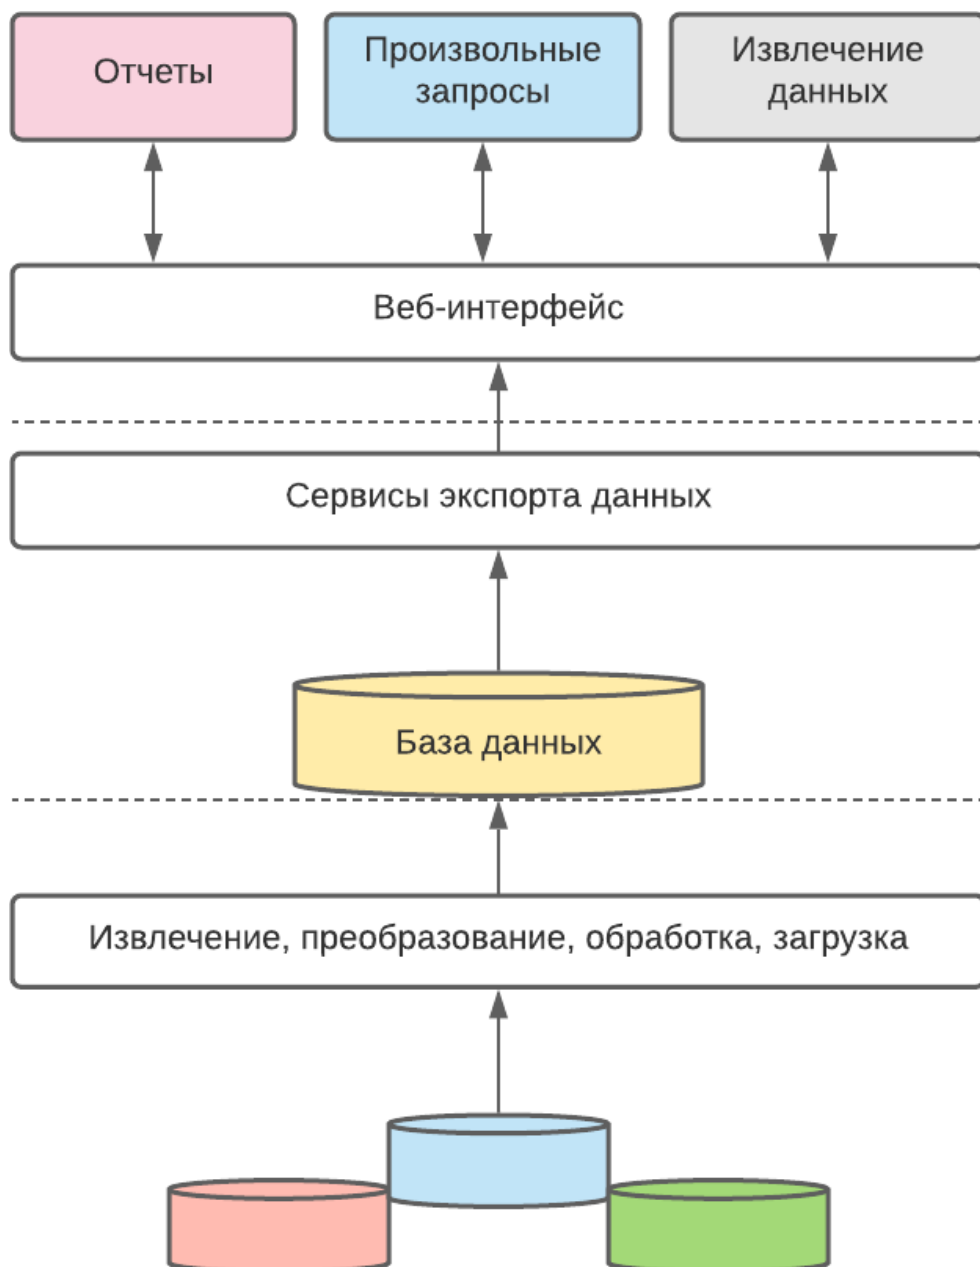 Отчеты
Произвольные
запросы
Извлечение
данных
Веб-интерфейс
Сервисы экспорта данных
База данных
Извлечение, преобразование, обработка, загрузка